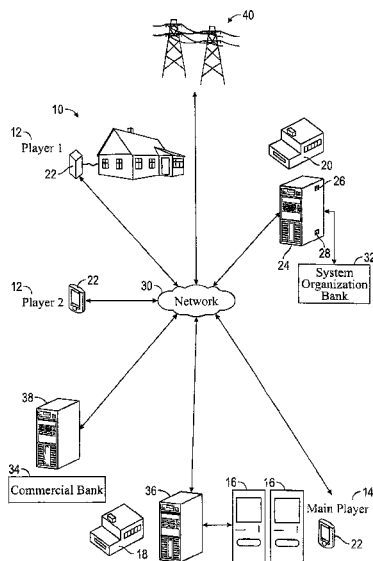 40
10
12
Player 1
22
20
26
24
28
32
System
Organization
Bank
12
Player 2
22
30
Network
38
34
Commercial Bank
18
36
16
16
14
Main Player
22